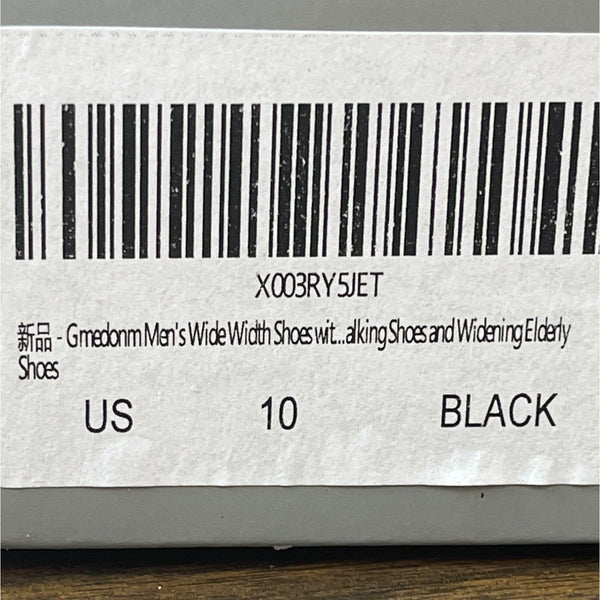 X003RY5JET
新品 - Gmedonm Men's Wide Width Shoes wit...alking Shoes and Widening Elderly
Shoes
US 10 BLACK